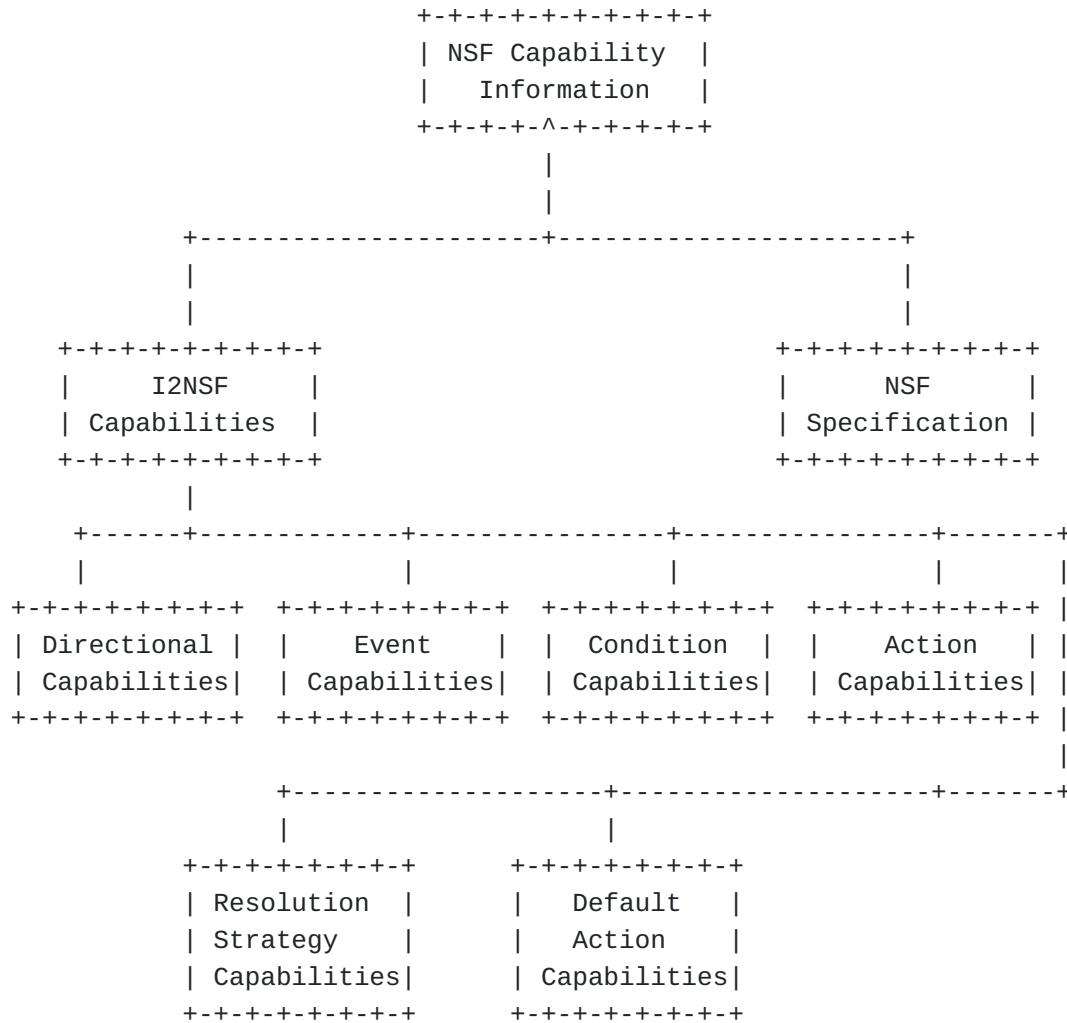 NSF Capability
Information
I2NSF NSF
Capabilities Specification
Directional Event Condition Action
Capabilities Capabilities Capabilities Capabilities
Resolution Default
Strategy Action
Capabilities Capabilities